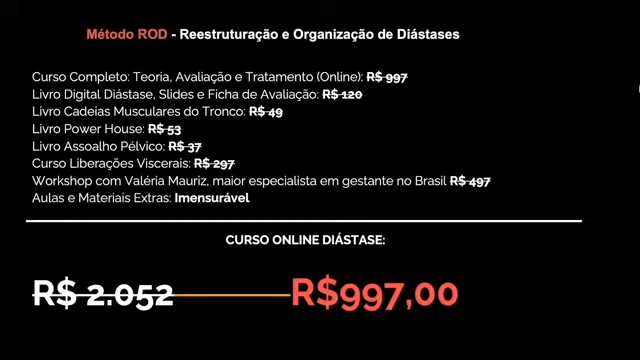 Método ROD - Reestruturação e Organização de Diástases
Curso Completo: Teoria, Avaliação e Tratamento (Online): R$ 997
Livro Digital Diástase, Slides e Ficha de Avaliação: R$ 120
Livro Cadeias Musculares do Tronco: R$ 49
Livro Power House: R$ 53
Livro Assoalho Pélvico: R$ 37
Curso Liberações Viscerais: R$ 297
Workshop com Valéria Mauriz, maior especialista em gestante no Brasil R$ 497
Aulas e Materiais Extras: Imensurável
CURSO ONLINE DIÁSTASE:
R$ 2.052 R$997,00